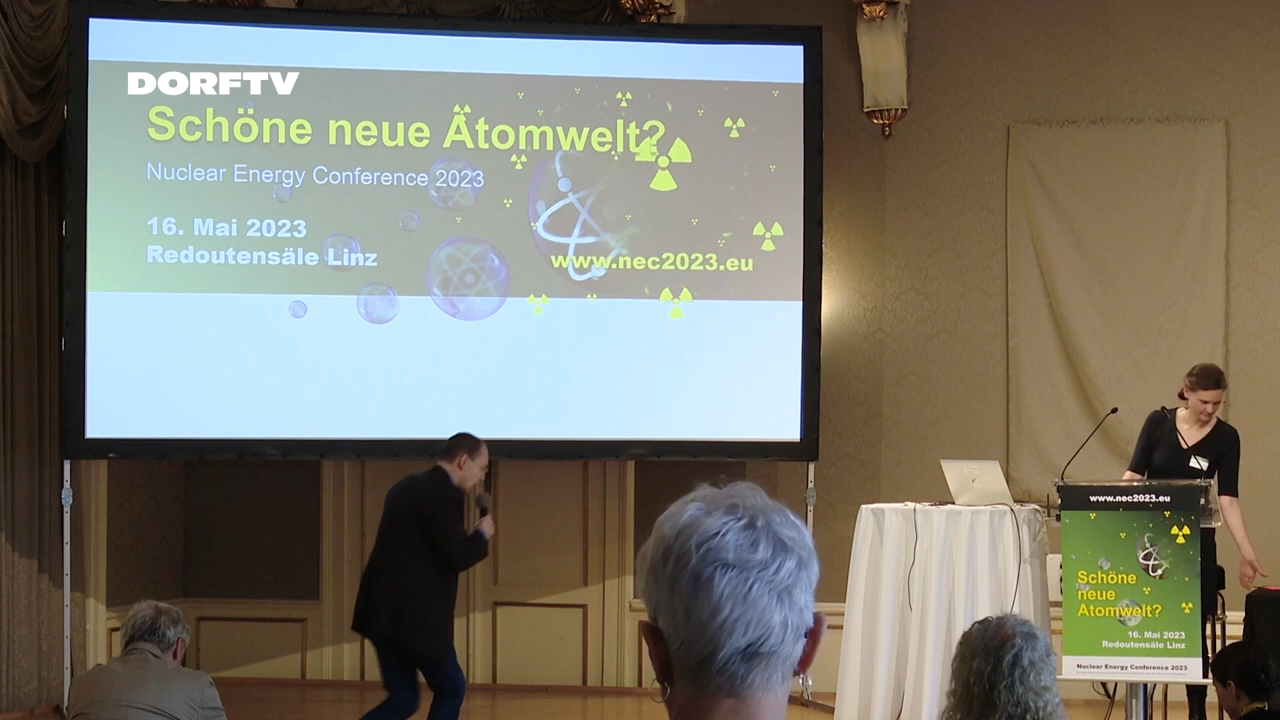 DORFTV
Schöne neue Atomwelt?
Nuclear Energy Conference 2023
16. Mai 2023
Redoutensäle Linz
www.nec2023.eu
www.nec2023.eu
Schöne
neue
Atomwelt?
16. Mai 2023
Redoutensäle Linz
Nuclear Energy Conference 2023